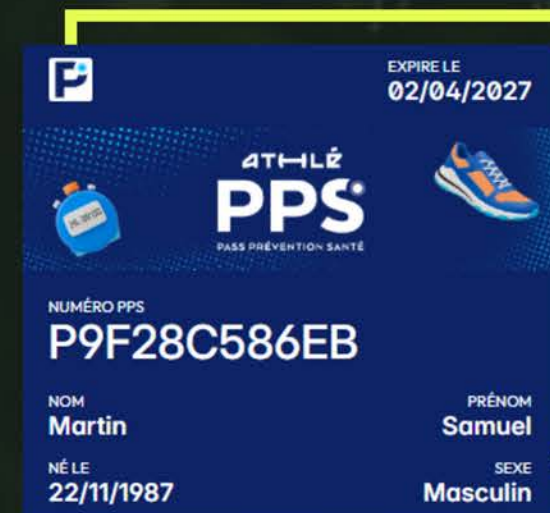 EXPIRE LE
02/04/2027
ATHLÉ
PPS
PASS PRÉVENTION SANTÉ
NUMÉRO PPS
P9F28C586EB
NOM
Martin
PRÉNOM
Samuel
NÉ LE
22/11/1987
SEXE
Masculin